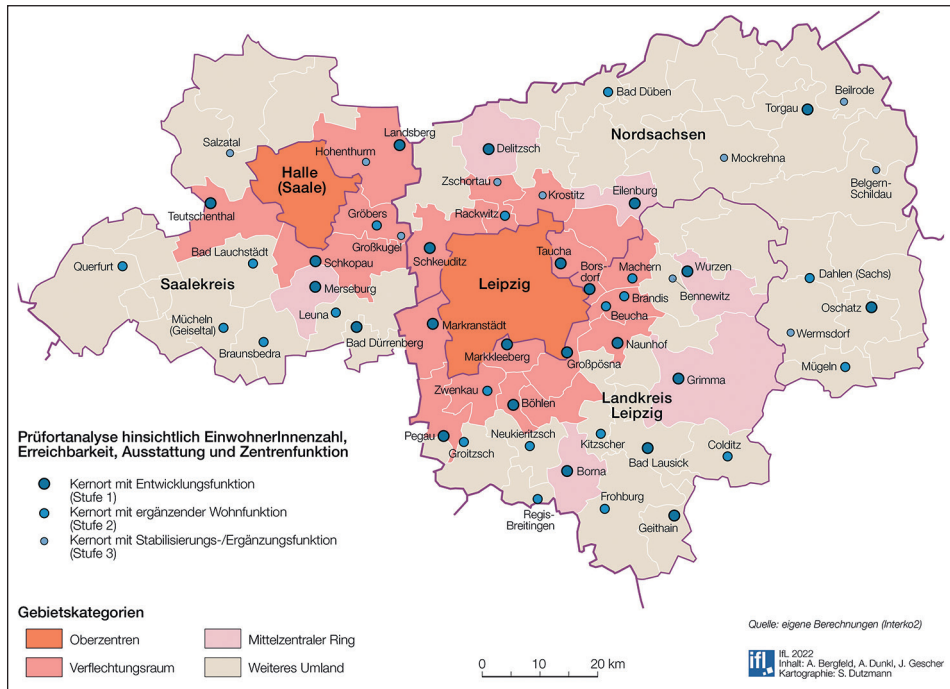 Bad Düben
Beilrode
Torgau
Nordsachsen
Landsberg
Salzatal
Hohenthurm
Delitzsch
Mockrehna
Halle
(Saale)
Zschortau
Krostitz
Eilenburg
Belgern-
Schildau
Teutschenthal
Gröbers
Rackwitz
Großkugel
Taucha
Bad Lauchstädt
Schkopau
Schkeuditz
Bors-
dorf
Machern
Wurzen
Querfurt
Saalekreis
Merseburg
Leipzig
Brandis
Bennewitz
Dahlen (Sachs)
Oschatz
Leuna
Beucha
Mücheln
(Geiseltal)
Markranstädt
Wermsdorf
Braunsbedra
Bad Dürrenberg
Markkleeberg
Naunhof
Großpösna
Mügeln
Grimma
Zwenkau
Böhlen
Landkreis
Leipzig
Pegau
Groitzsch
Neukieritzsch
Kitzscher
Colditz
Bad Lausick
Borna
Regis-
Breitingen
Frohburg
Geithain
Prüfortanalyse hinsichtlich EinwohnerInnenzahl,
Erreichbarkeit, Ausstattung und Zentrenfunktion
Kernort mit Entwicklungsfunktion
(Stufe 1)
Kernort mit ergänzender Wohnfunktion
(Stufe 2)
Kernort mit Stabilisierungs-/Ergänzungsfunktion
(Stufe 3)
Gebietskategorien
Oberzentren
Mittelzentraler Ring
Verflechtungsraum
Weiteres Umland
0 10 20 km
Quelle: eigene Berechnungen (Interko2)
ifl
IfL 2022
Inhalt: A. Bergfeld, A. Dunkl, J. Gescher
Kartographie: S. Dutzmann